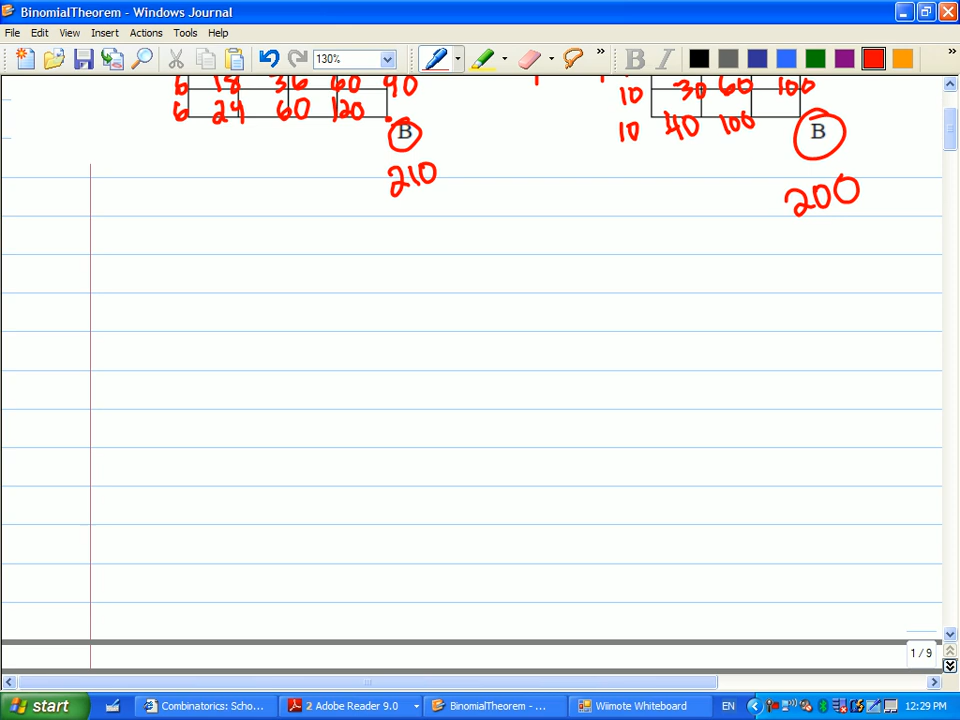 BinomialTheorem - Windows Journal
File Edit View Insert Actions Tools Help
130%
B I
6 18 36 60 90
6 24 60 120
B
210
10 30 60 100
10 40 100
B
200
1 / 9
start
Combinatorics: Scho...
2 Adobe Reader 9.0
BinomialTheorem - ...
Wiimote Whiteboard
EN
12:29 PM